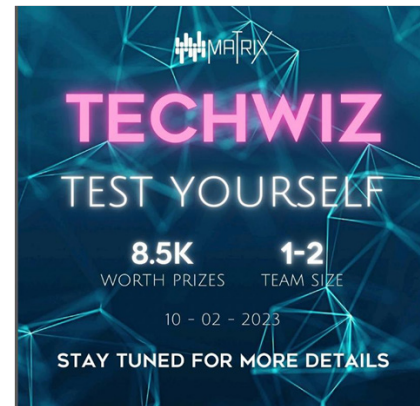 MATRIX
TECHWIZ
TEST YOURSELF
8.5K 1-2
WORTH PRIZES TEAM SIZE
10 - 02 - 2023
STAY TUNED FOR MORE DETAILS